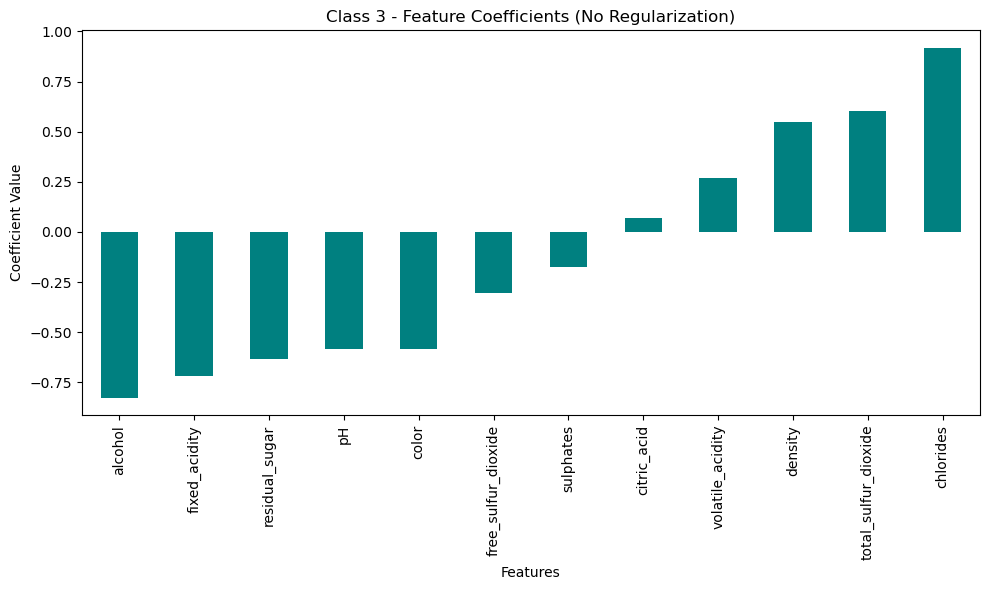 Class 3 - Feature Coefficients (No Regularization)
Coefficient Value
1.00
0.75
0.50
0.25
0.00
−0.25
−0.50
−0.75
alcohol
fixed_acidity
residual_sugar
pH
color
free_sulfur_dioxide
sulphates
citric_acid
volatile_acidity
density
total_sulfur_dioxide
chlorides
Features